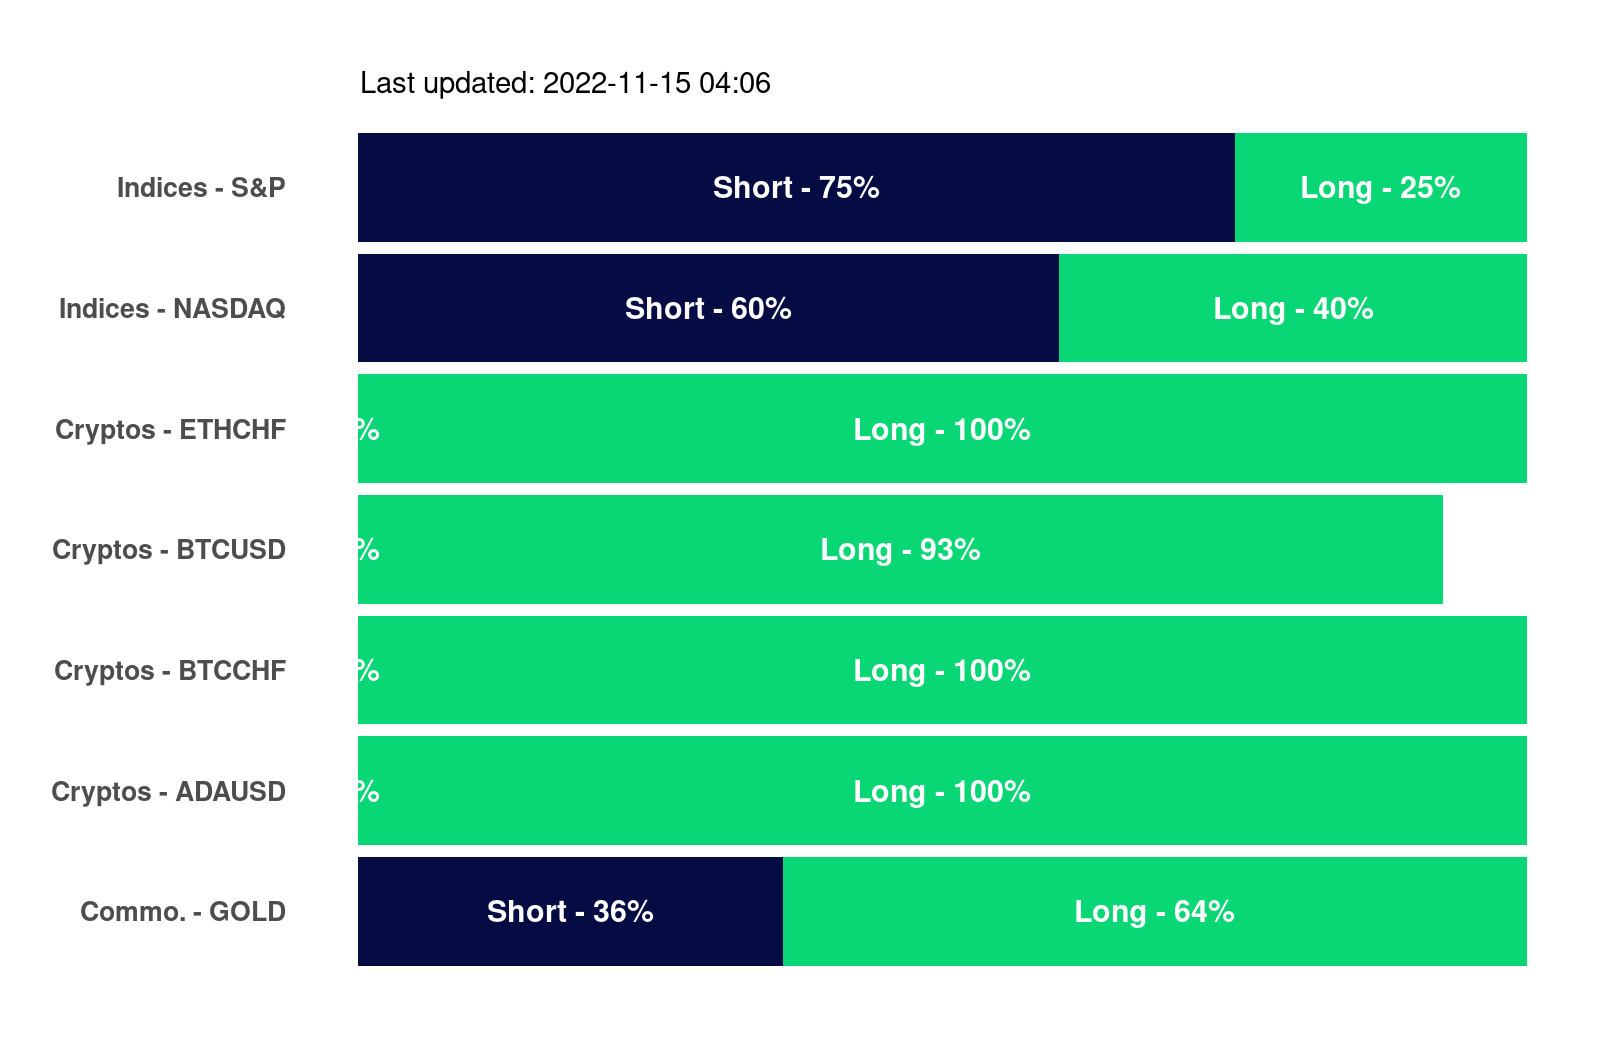 Last updated: 2022-11-15 04:06
Indices - S&P Short - 75% Long - 25%
Indices - NASDAQ Short - 60% Long - 40%
Cryptos - ETHCHF % Long - 100%
Cryptos - BTCUSD % Long - 93%
Cryptos - BTCCHF % Long - 100%
Cryptos - ADAUSD % Long - 100%
Commo. - GOLD Short - 36% Long - 64%